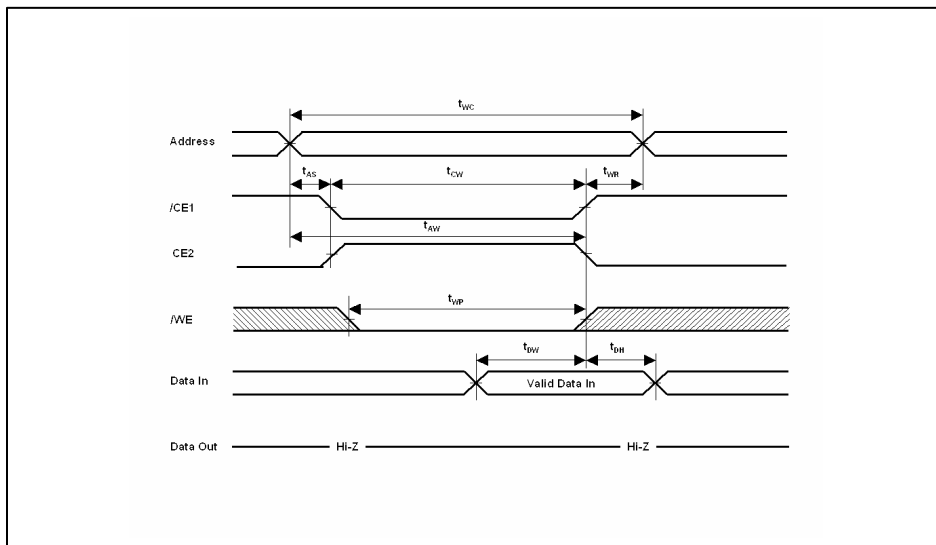 tWC
Address
tAS
tCW
tWR
/CE1
tAW
CE2
tWP
/WE
tDW
tDH
Data In
Valid Data In
Data Out
Hi-Z
Hi-Z